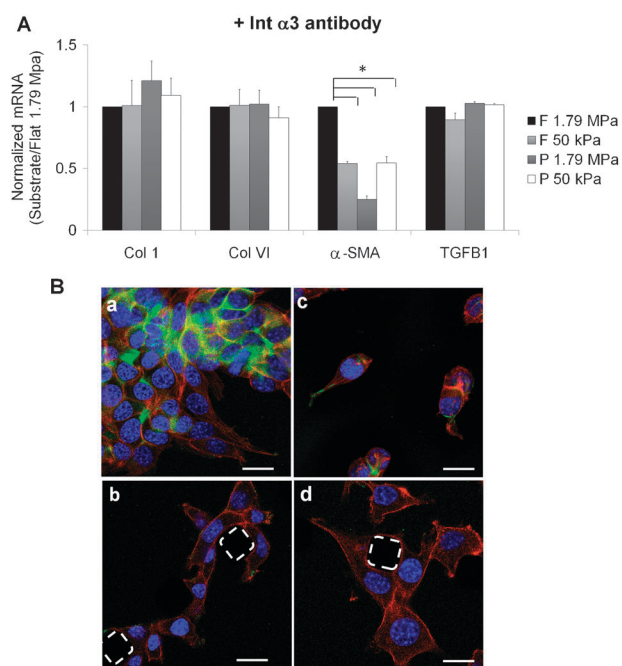 A
+ Int α3 antibody
Normalized mRNA
(Substrate/Flat 1.79 Mpa)
1.5
1
0.5
0
*
F 1.79 MPa
F 50 kPa
P 1.79 MPa
P 50 kPa
Col 1
Col VI
α-SMA
TGFB1
B
a
c
b
d